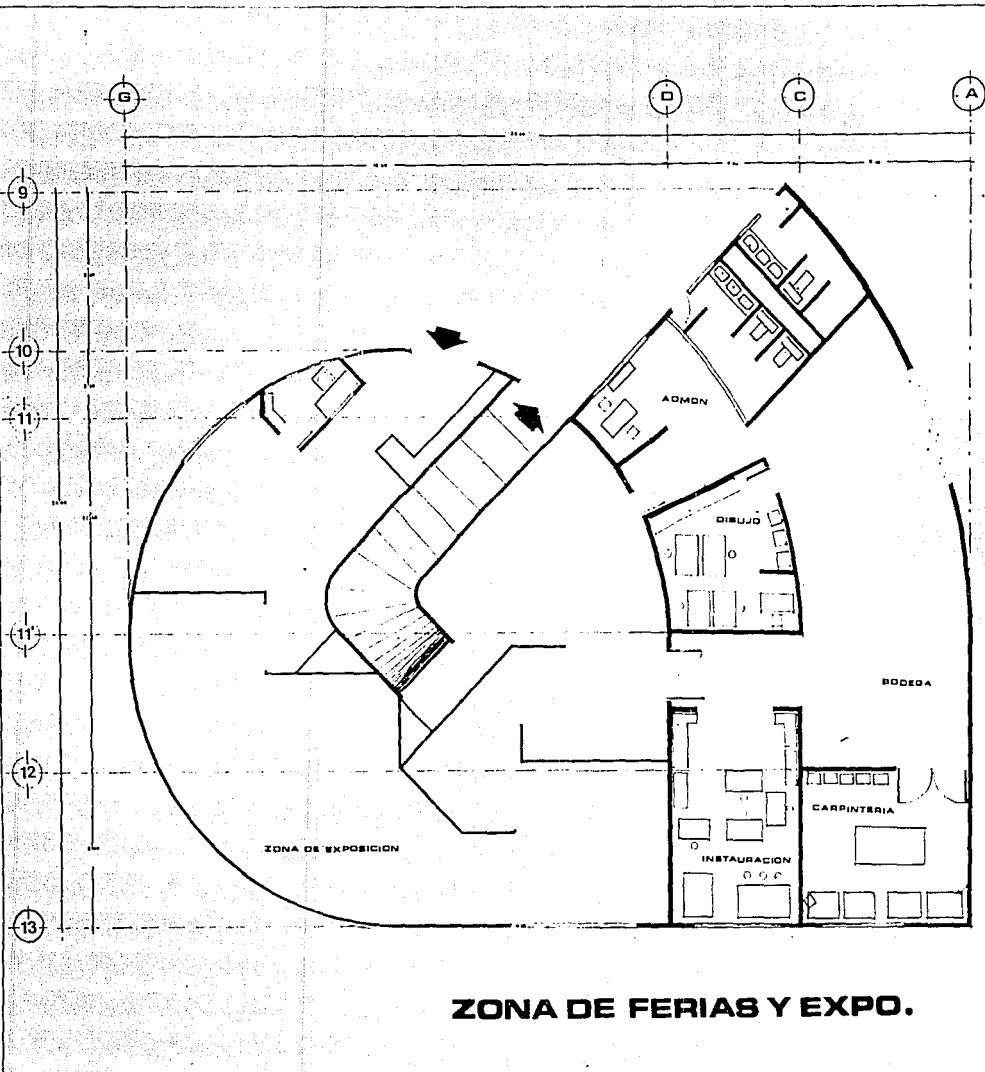 G D C A
9
10
11
ADMON
DIBUJO
11'
BODEGA
12
CARPINTERIA
ZONA DE EXPOSICION
INSTAURACION
13
ZONA DE FERIAS Y EXPO.